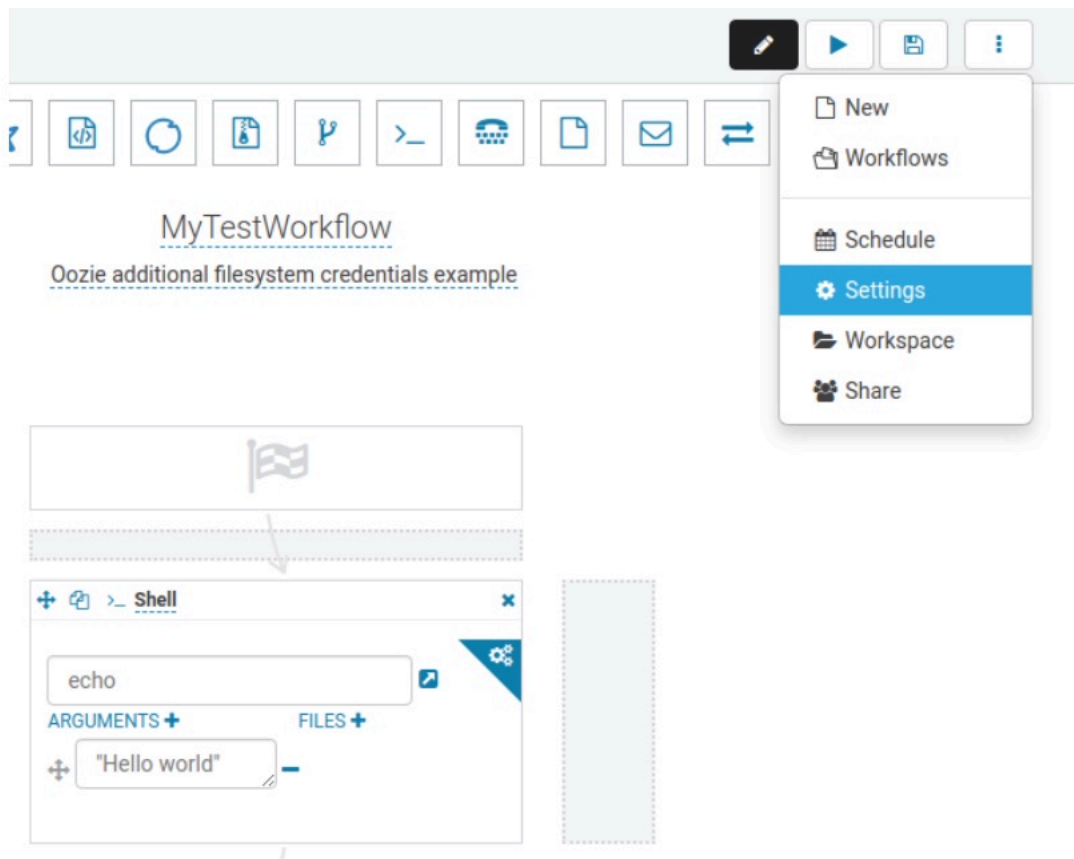 New
Workflows
MyTestWorkflow
Schedule
Oozie additional filesystem credentials example
Settings
Workspace
Share
>_ Shell
echo
ARGUMENTS + FILES +
"Hello world"